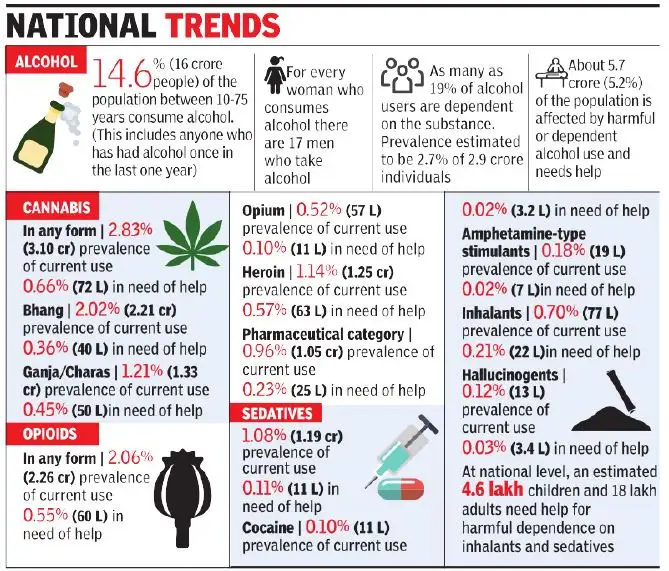 NATIONAL TRENDS
ALCOHOL
14.6% (16 crore
people) of the
population between 10-75
years consume alcohol.
(This includes anyone who
has had alcohol once in
the last one year)
For every
woman who
consumes
alcohol there
are 17 men
who take
alcohol
As many as
19% of alcohol
users are dependent
on the substance.
Prevalence estimated
to be 2.7% of 2.9 crore
individuals
About 5.7
crore (5.2%)
of the population is
affected by harmful
or dependent
alcohol use and
needs help
CANNABIS
In any form | 2.83%
(3.10 cr) prevalence
of current use
0.66% (72 L) in need of help
Bhang | 2.02% (2.21 cr)
prevalence of current use
0.36% (40 L) in need of help
Ganja/Charas | 1.21% (1.33
cr) prevalence of current use
0.45% (50 L)in need of help
OPIOIDS
In any form | 2.06%
(2.26 cr) prevalence
of current use
0.55% (60 L) in
need of help
Opium | 0.52% (57 L)
prevalence of current use
0.10% (11 L) in need of help
Heroin | 1.14% (1.25 cr)
prevalence of current use
0.57% (63 L) in need of help
Pharmaceutical category |
0.96% (1.05 cr) prevalence of
current use
0.23% (25 L) in need of help
SEDATIVES
1.08% (1.19 cr)
prevalence of
current use
0.11% (11 L) in
need of help
Cocaine | 0.10% (11 L)
prevalence of current use
0.02% (3.2 L) in need of help
Amphetamine-type
stimulants | 0.18% (19 L)
prevalence of current use
0.02% (7 L)in need of help
Inhalants | 0.70% (77 L)
prevalence of current use
0.21% (22 L)in need of help
Hallucinogents |
0.12% (13 L)
prevalence of
current use
0.03% (3.4 L) in need of help
At national level, an estimated
4.6 lakh children and 18 lakh
adults need help for
harmful dependence on
inhalants and sedatives